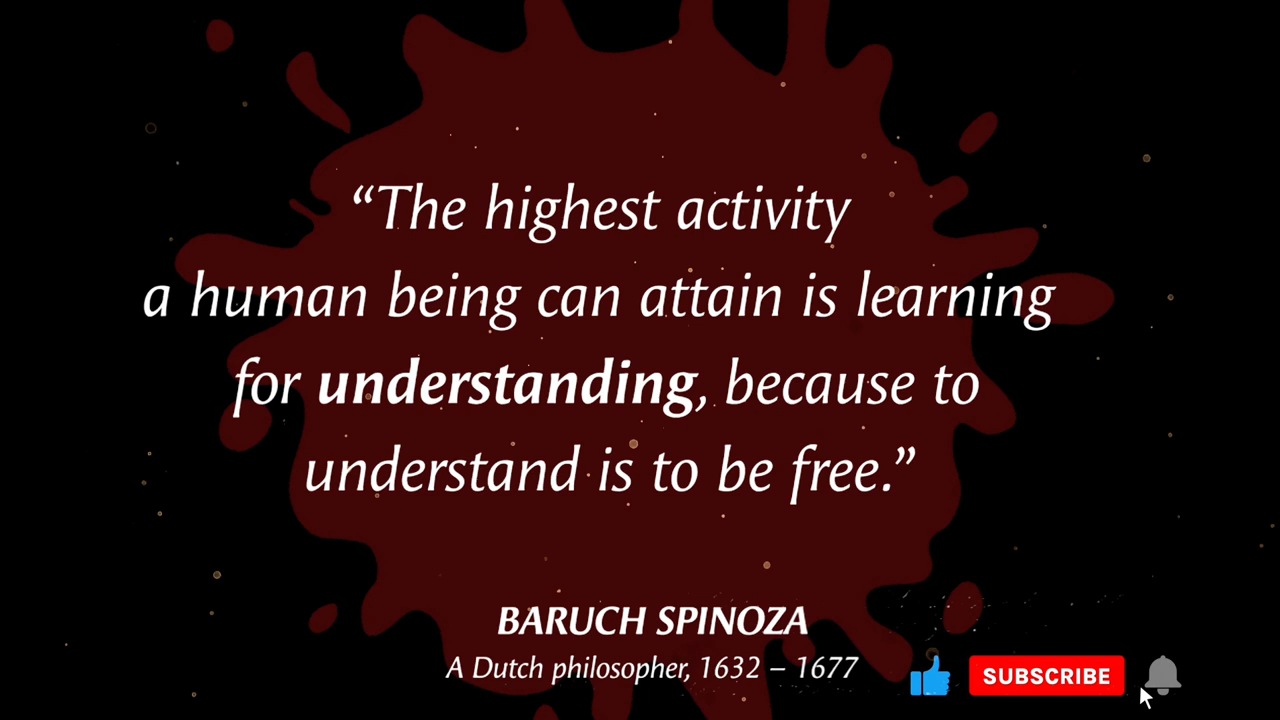 “The highest activity
a human being can attain is learning
for understanding, because to
understand is to be free.”
BARUCH SPINOZA
A Dutch philosopher, 1632 – 1677
SUBSCRIBE